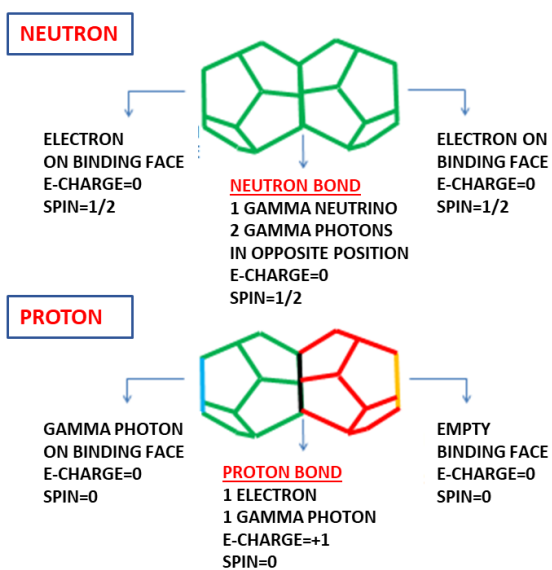 NEUTRON
ELECTRON
ON BINDING FACE
E-CHARGE=0
SPIN=1/2
NEUTRON BOND
1 GAMMA NEUTRINO
2 GAMMA PHOTONS
IN OPPOSITE POSITION
E-CHARGE=0
SPIN=1/2
ELECTRON ON
BINDING FACE
E-CHARGE=0
SPIN=1/2
PROTON
GAMMA PHOTON
ON BINDING FACE
E-CHARGE=0
SPIN=0
PROTON BOND
1 ELECTRON
1 GAMMA PHOTON
E-CHARGE=+1
SPIN=0
EMPTY
BINDING FACE
E-CHARGE=0
SPIN=0